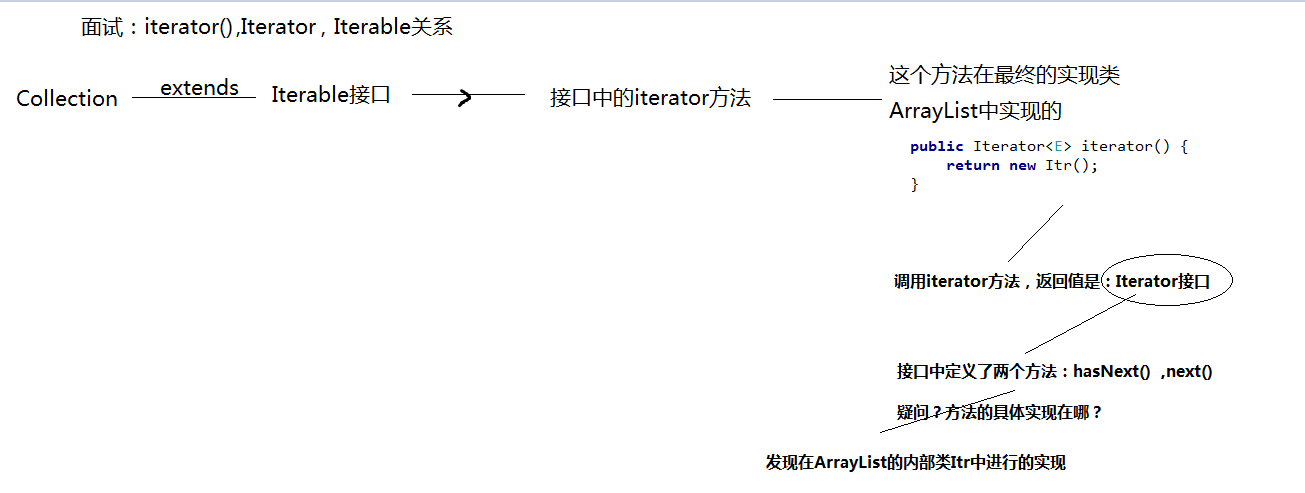 面试：iterator(),Iterator , Iterable关系
Collection
extends
Iterable接口
接口中的iterator方法
这个方法在最终的实现类
ArrayList中实现的
public Iterator<E> iterator() {
    return new Itr();
}
调用iterator方法，返回值是：Iterator接口
接口中定义了两个方法：hasNext() ,next()
疑问？方法的具体实现在哪？
发现在ArrayList的内部类Itr中进行的实现